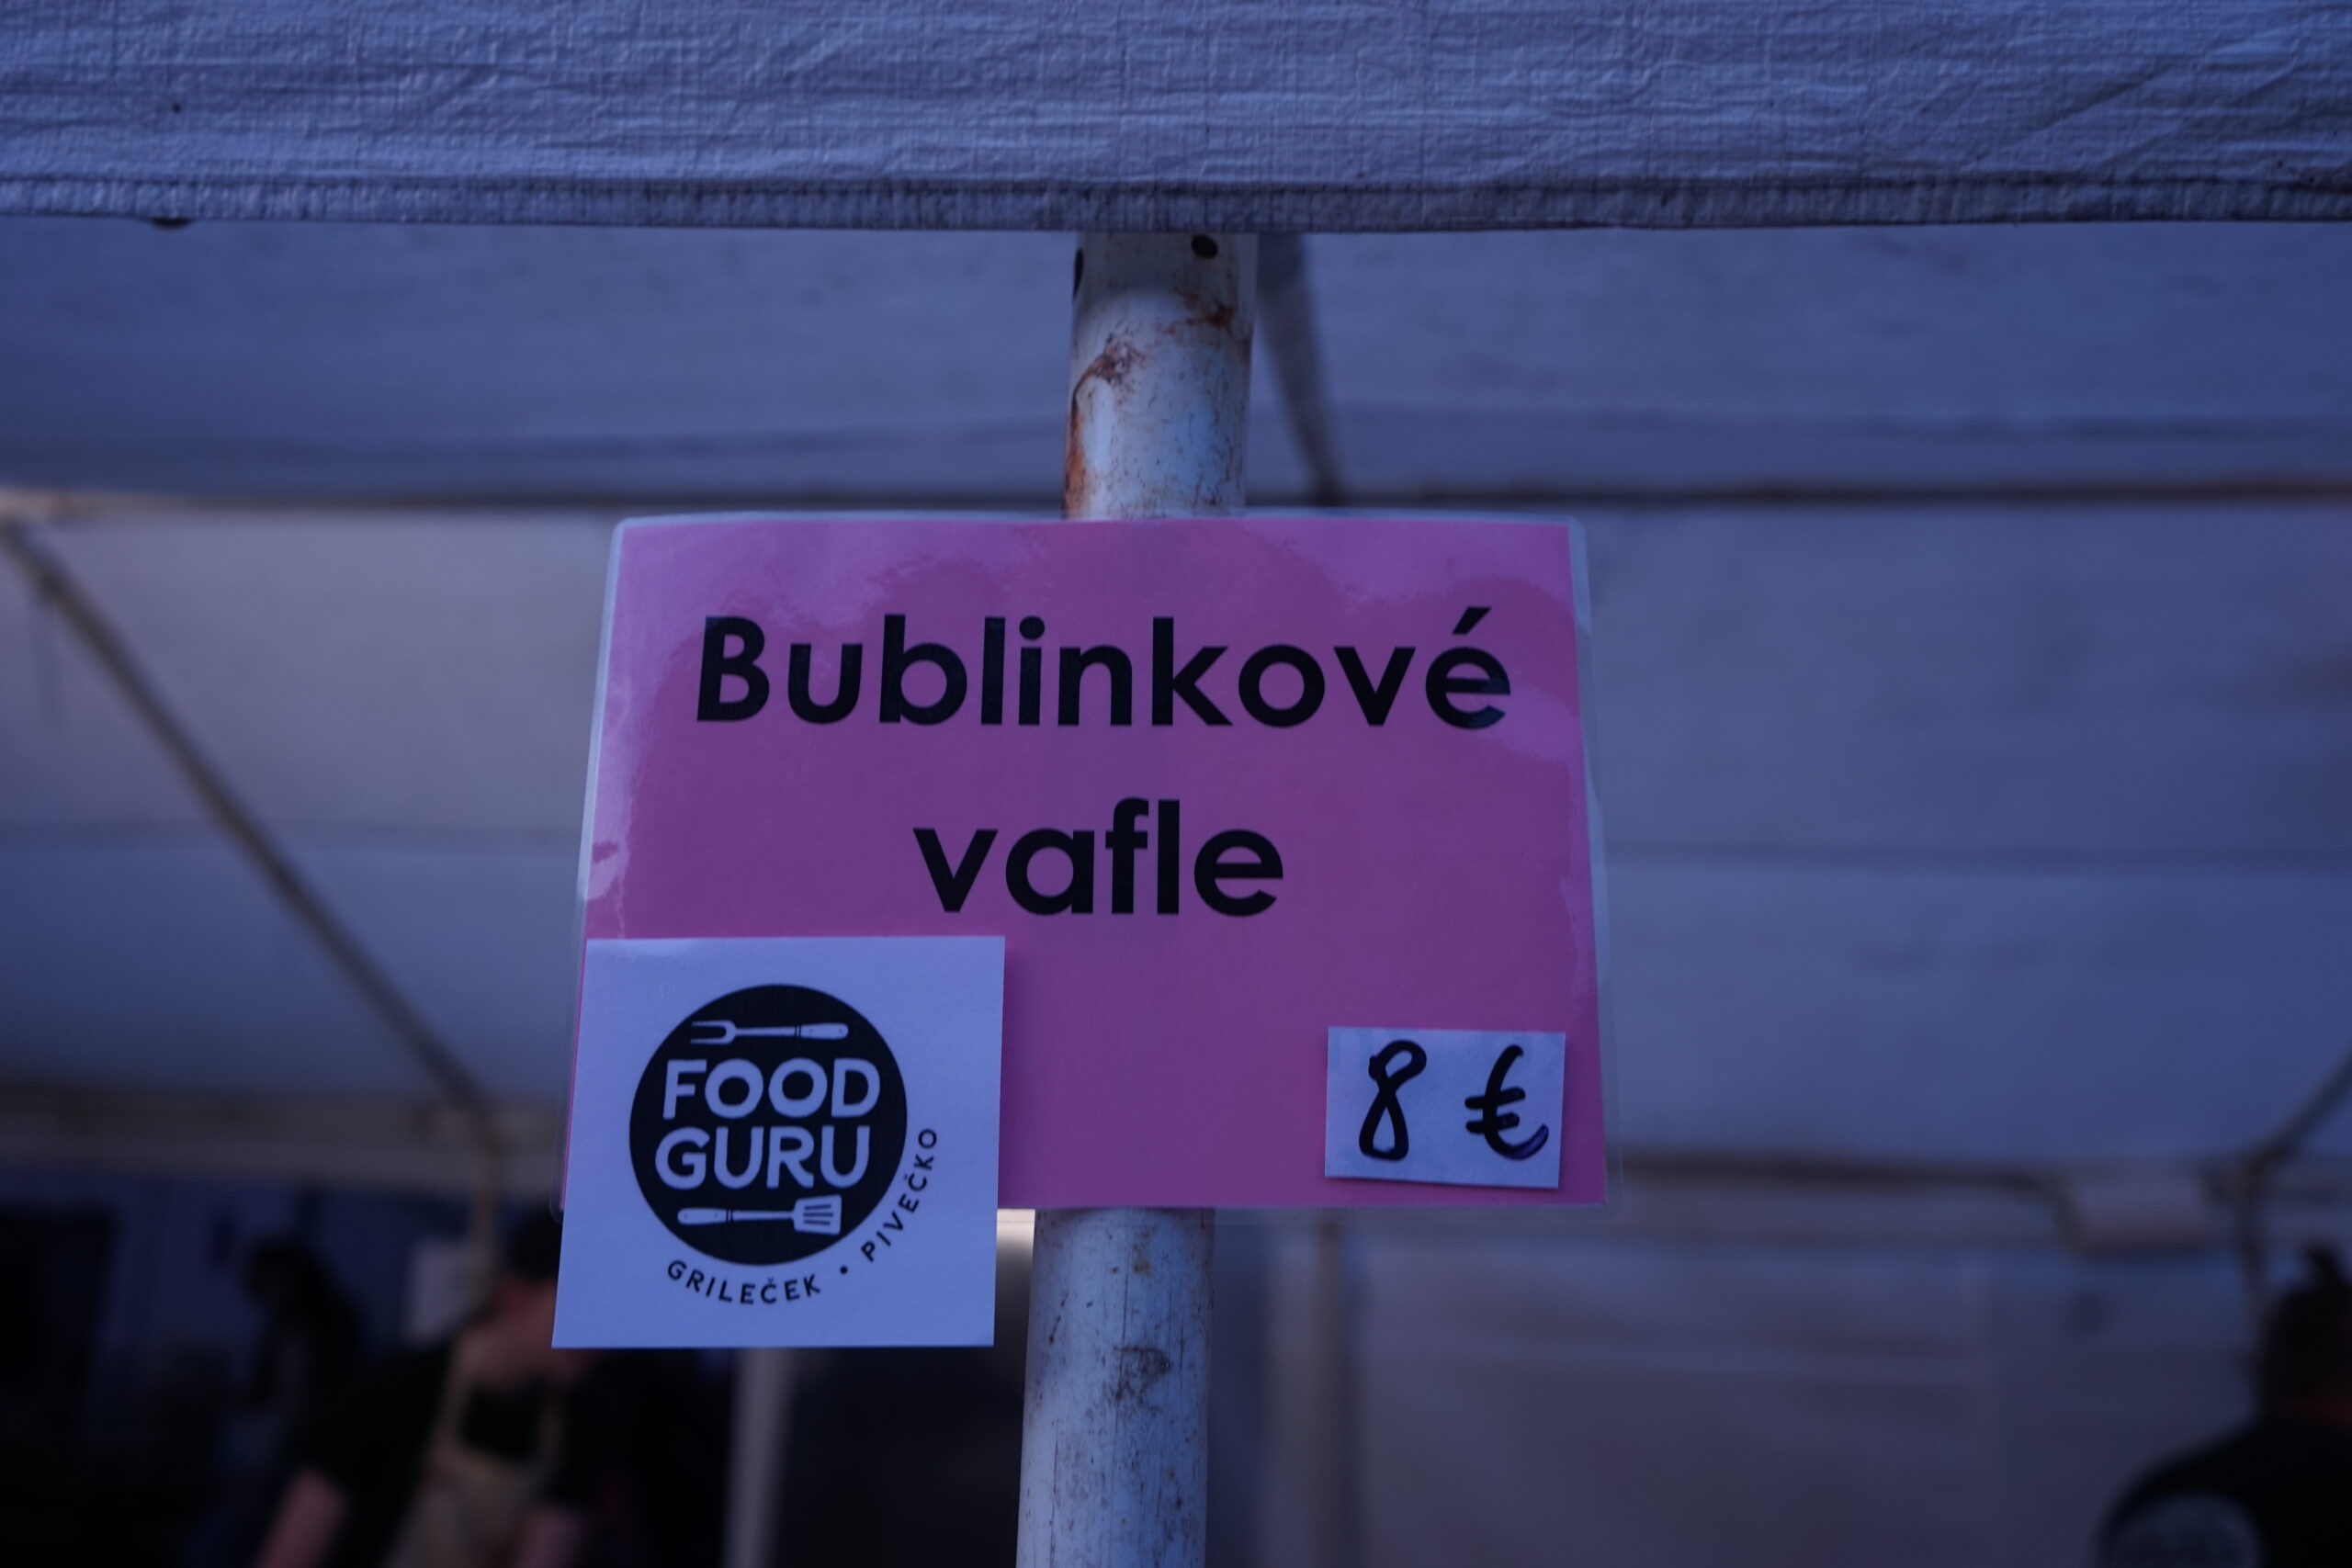 Bublinkové
vafle
FOOD
GURU
GRILEČEK • PIVEČKO
8 €